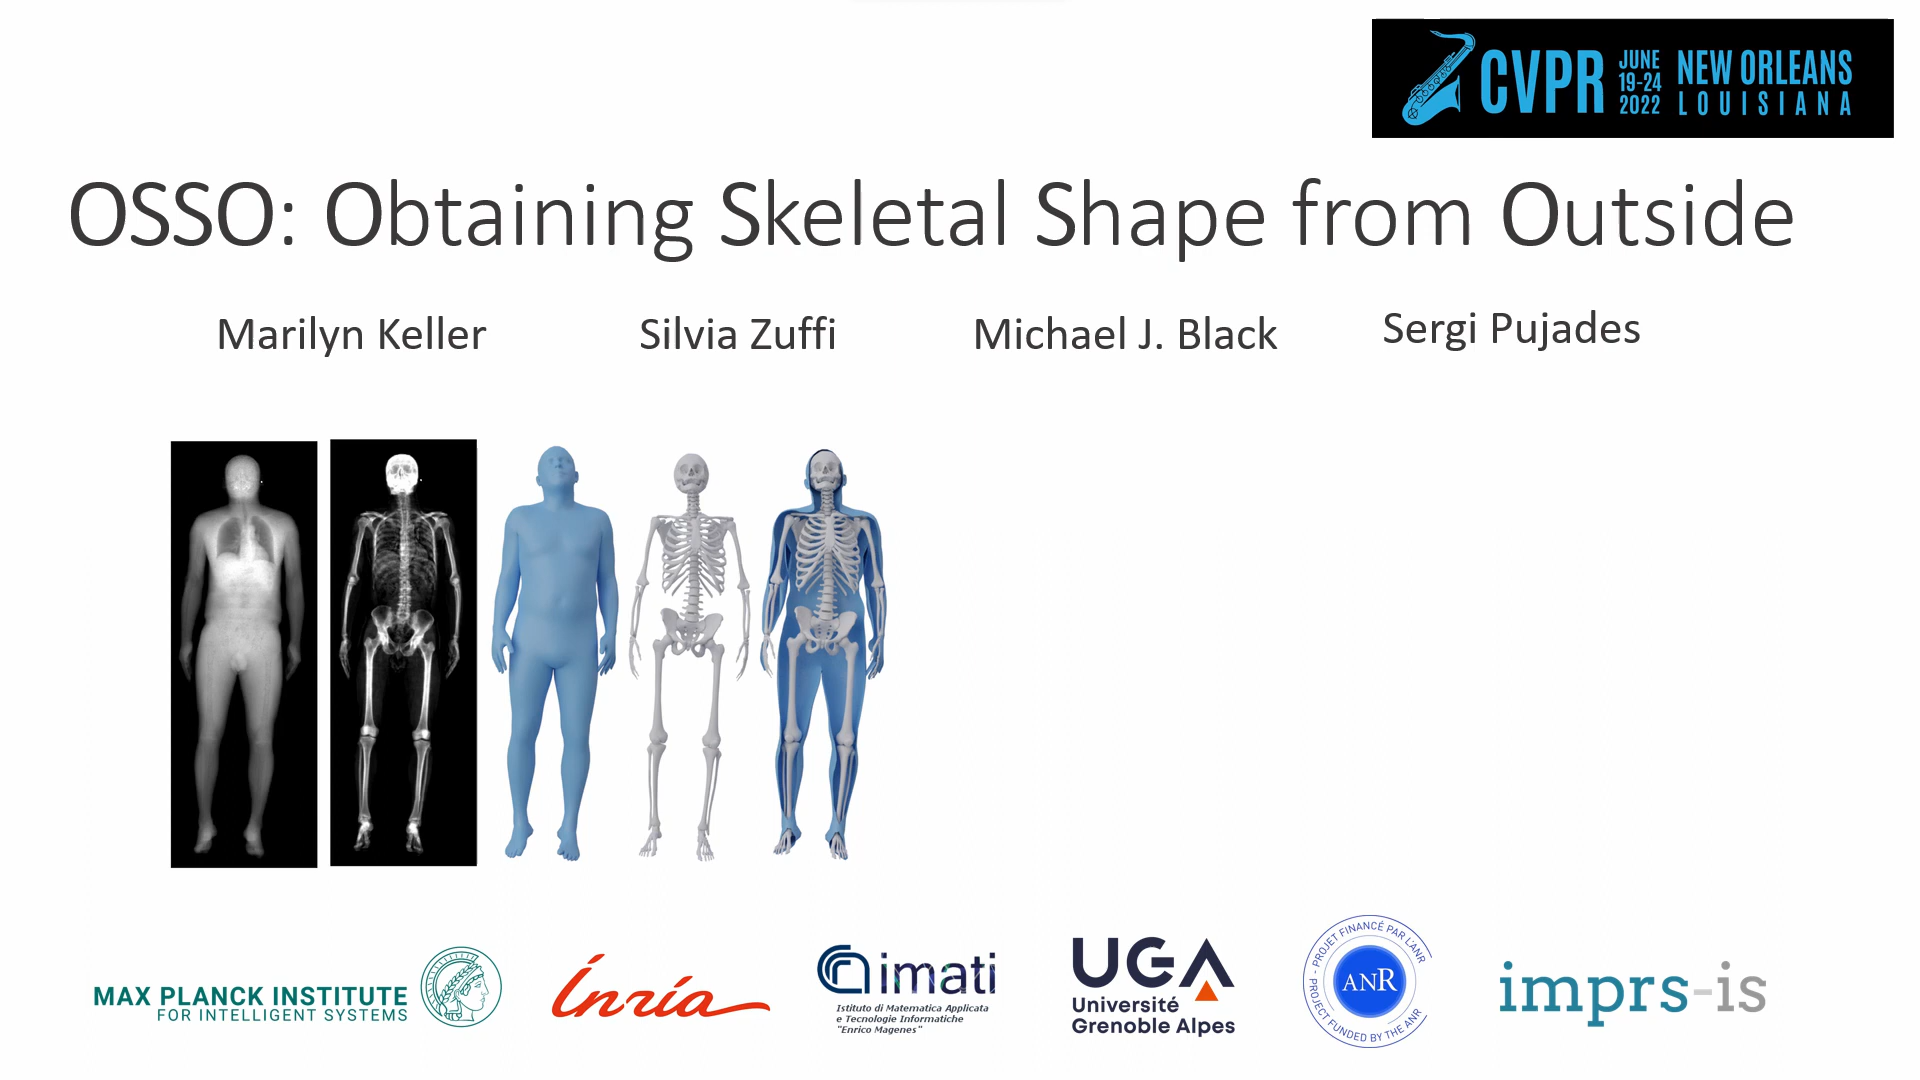 CVPR JUNE 19-24 2022 NEW ORLEANS LOUISIANA
OSSO: Obtaining Skeletal Shape from Outside
Marilyn Keller Silvia Zuffi Michael J. Black Sergi Pujades
MAX PLANCK INSTITUTE
FOR INTELLIGENT SYSTEMS
Inria
imati
Istituto di Matematica Applicata
e Tecnologie Informatiche
"Enrico Magenes"
UGA
Université
Grenoble Alpes
- PROJET FINANCÉ PAR L'ANR
ANR
PROJECT FUNDED BY THE ANR
imprs-is